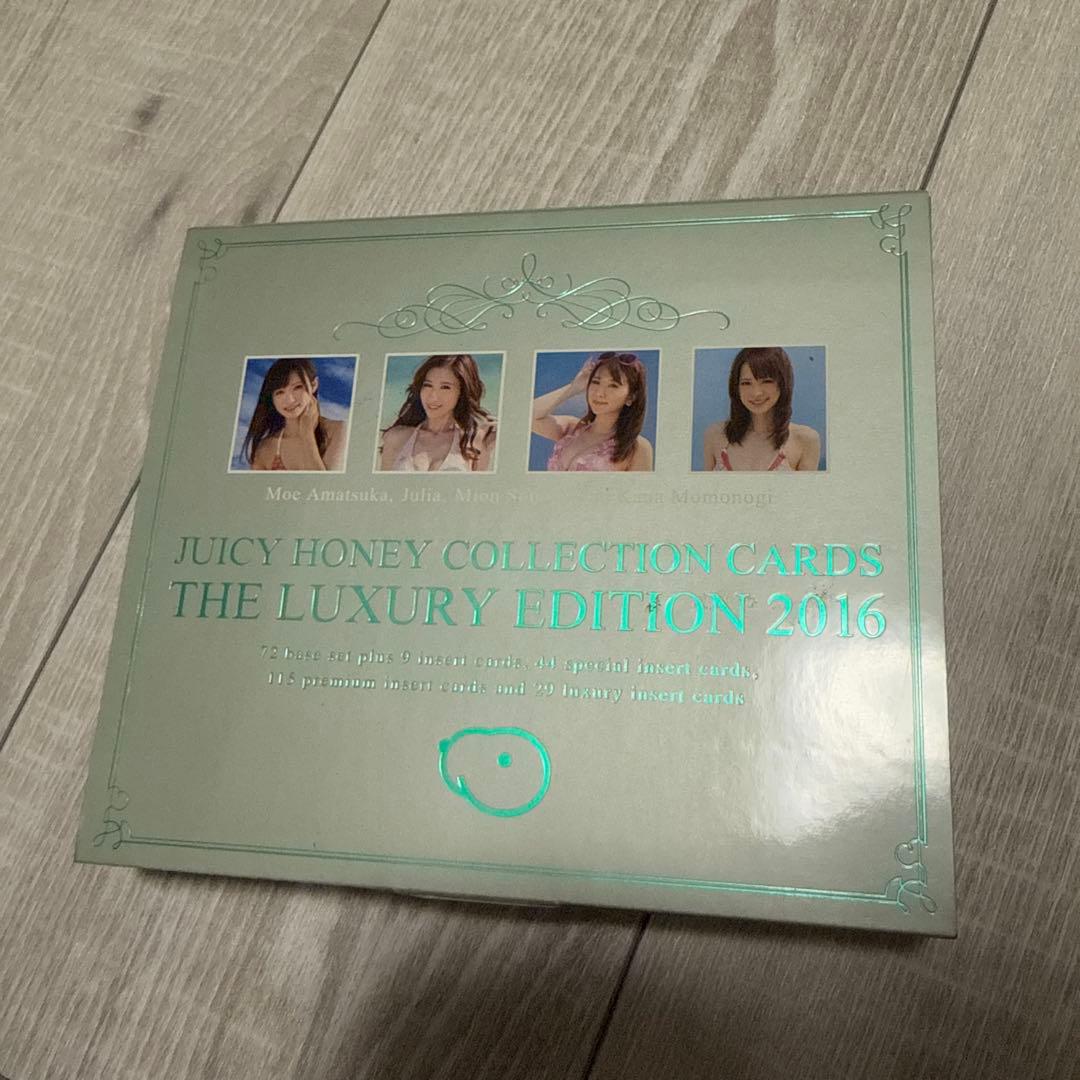 Moe Amatsuka, Julia, Mion Kana Momonogi
JUICY HONEY COLLECTION CARDS
THE LUXURY EDITION 2016
72 base set plus 9 insert cards, 44 special insert cards,
115 premium insert cards and 29 luxury insert cards